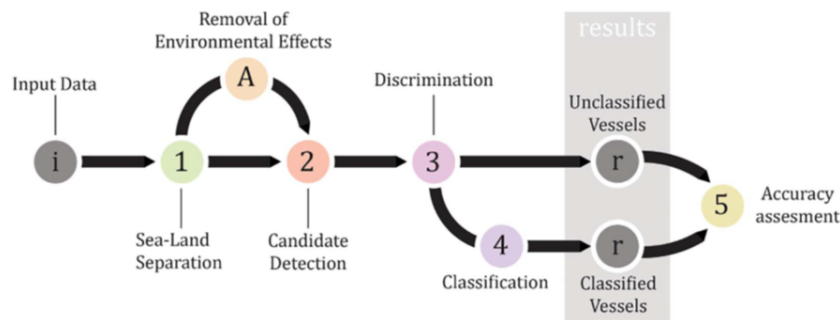 Removal of
Environmental Effects
results
A
Input Data
Discrimination
Unclassified
Vessels
i
1
2
3
r
5
Accuracy
assesment
Sea-Land
Separation
Candidate
Detection
4
r
Classification
Classified
Vessels